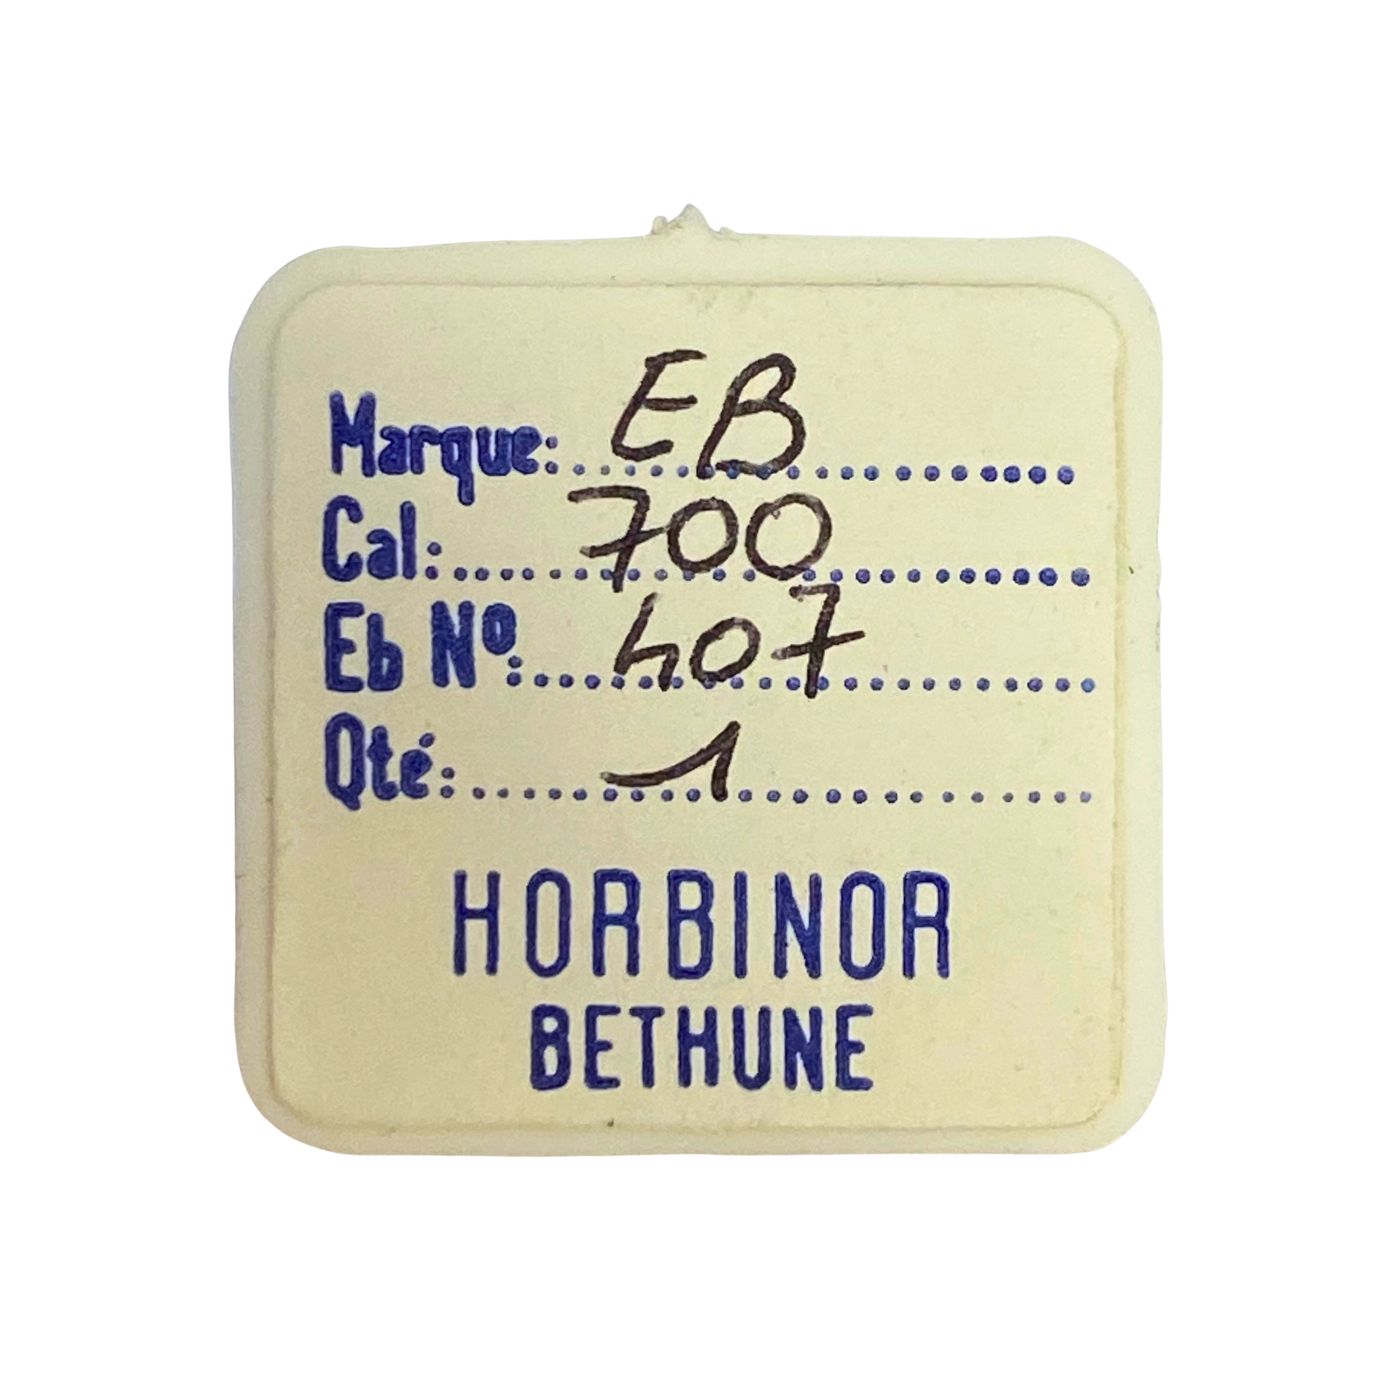 Marque: EB
Cal: 700
Eb Nº: 407
Qté: 1
HORBINOR
BETHUNE